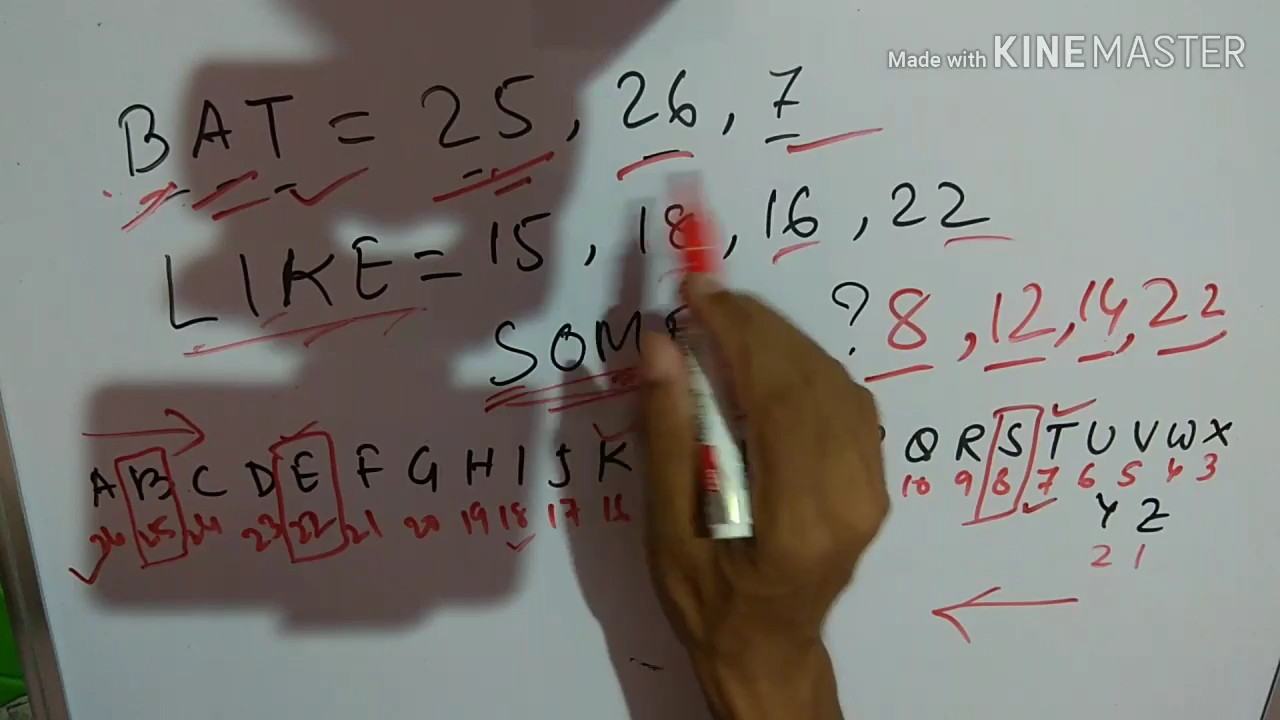 Made with KINEMASTER
BAT = 25, 26, 7
LIKE = 15, 18, 16, 22
? 8, 12, 14, 22
A B C D E F G H I J K Q R S T U V W X
26 25 24 23 22 21 20 19 18 17 16 10 9 8 7 6 5 4 3
Y Z
2 1